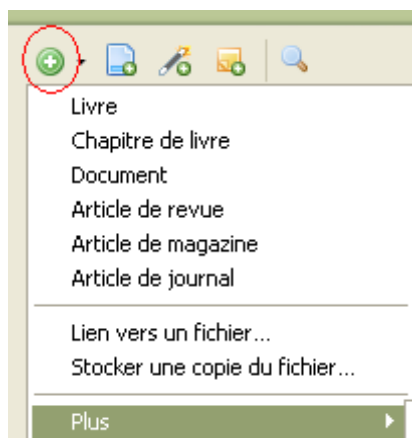 Livre
Chapitre de livre
Document
Article de revue
Article de magazine
Article de journal
Lien vers un fichier...
Stocker une copie du fichier...
Plus